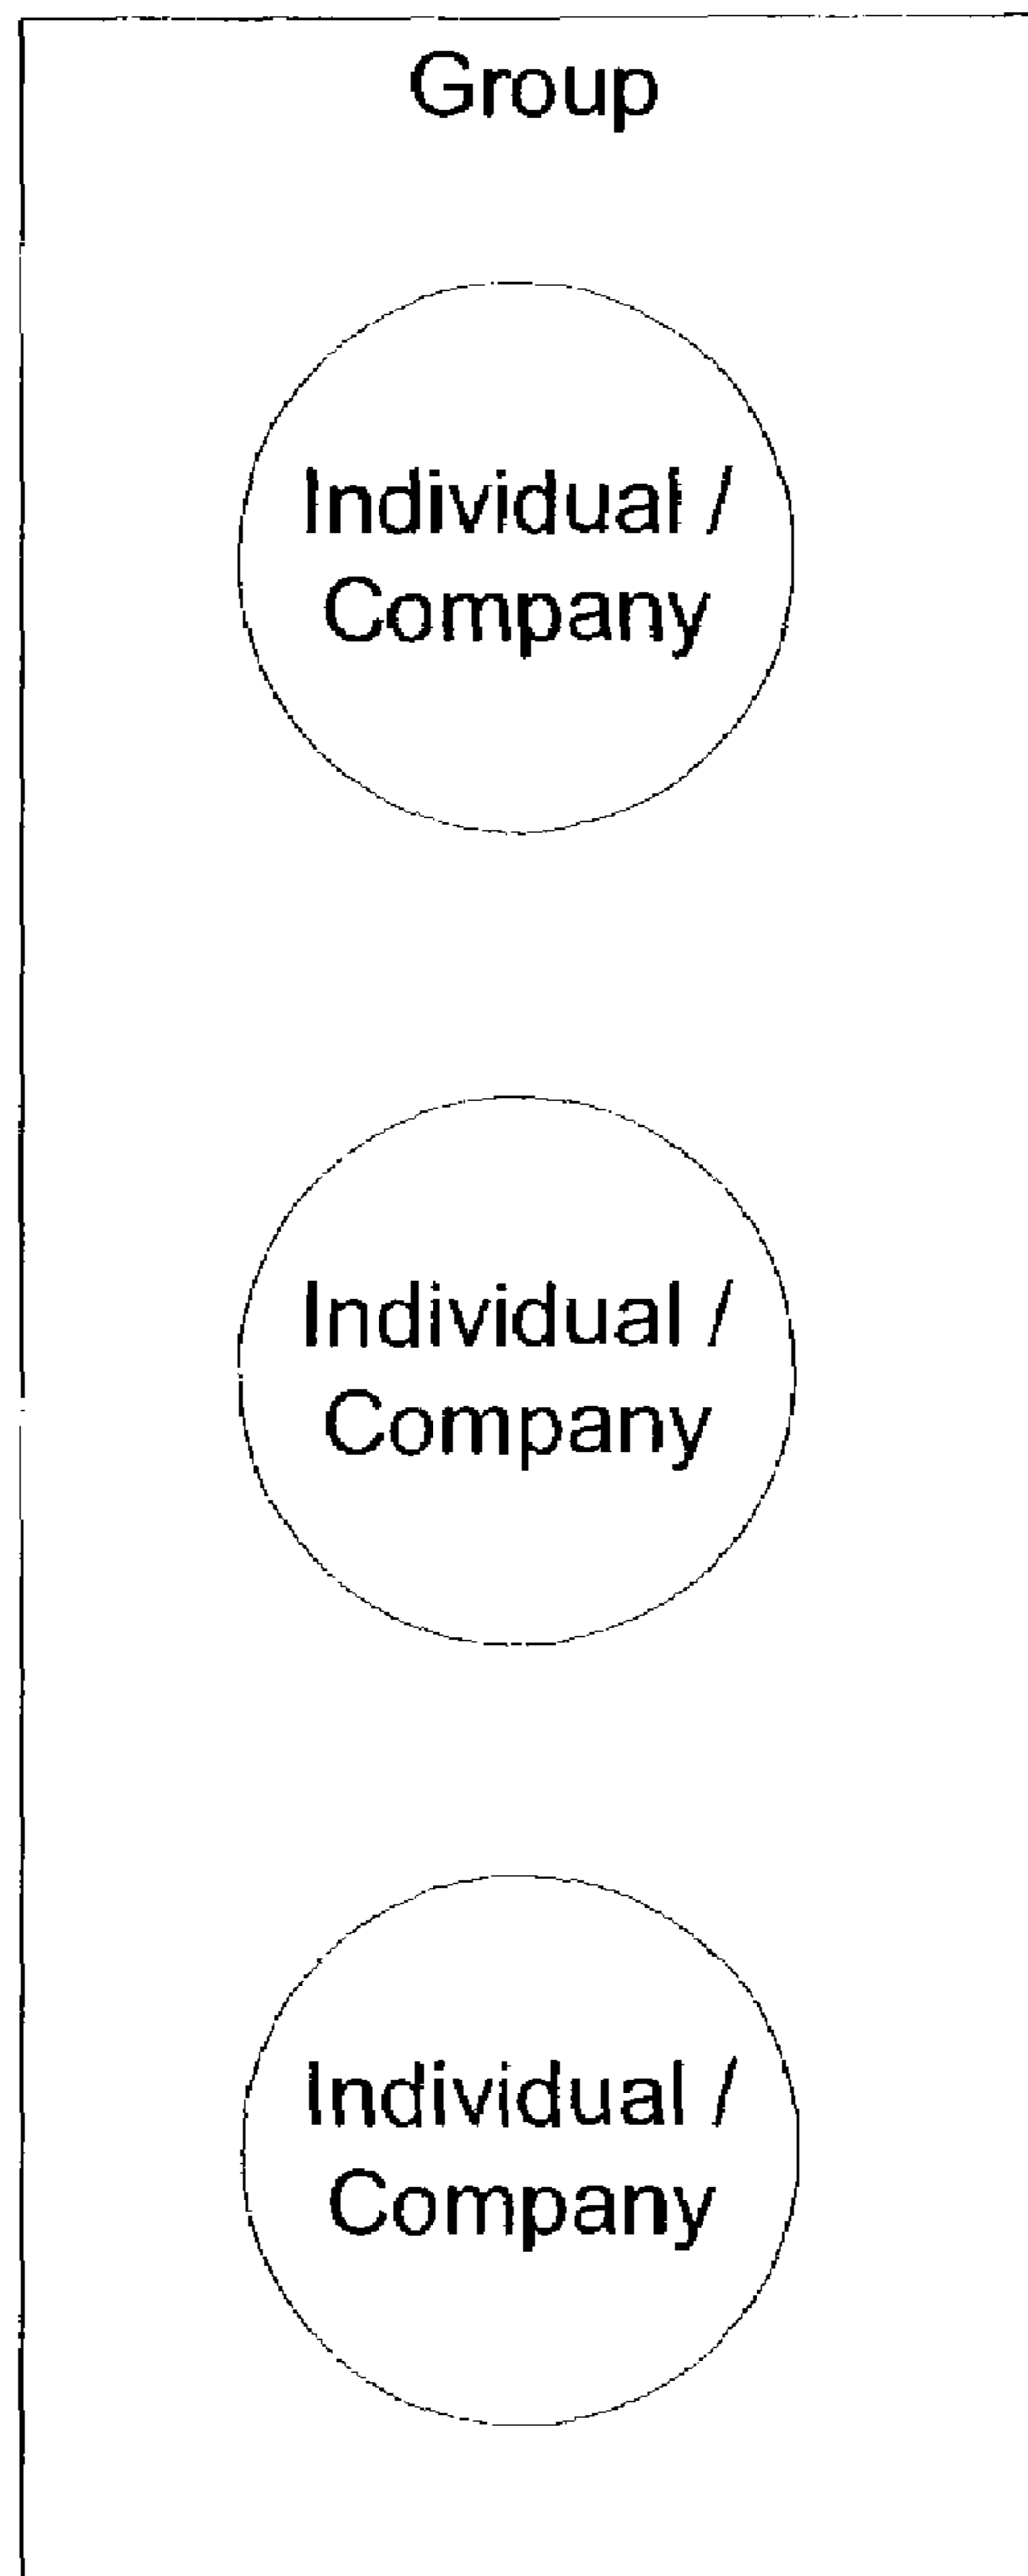 Group
Individual /
Company
Individual /
Company
Individual /
Company